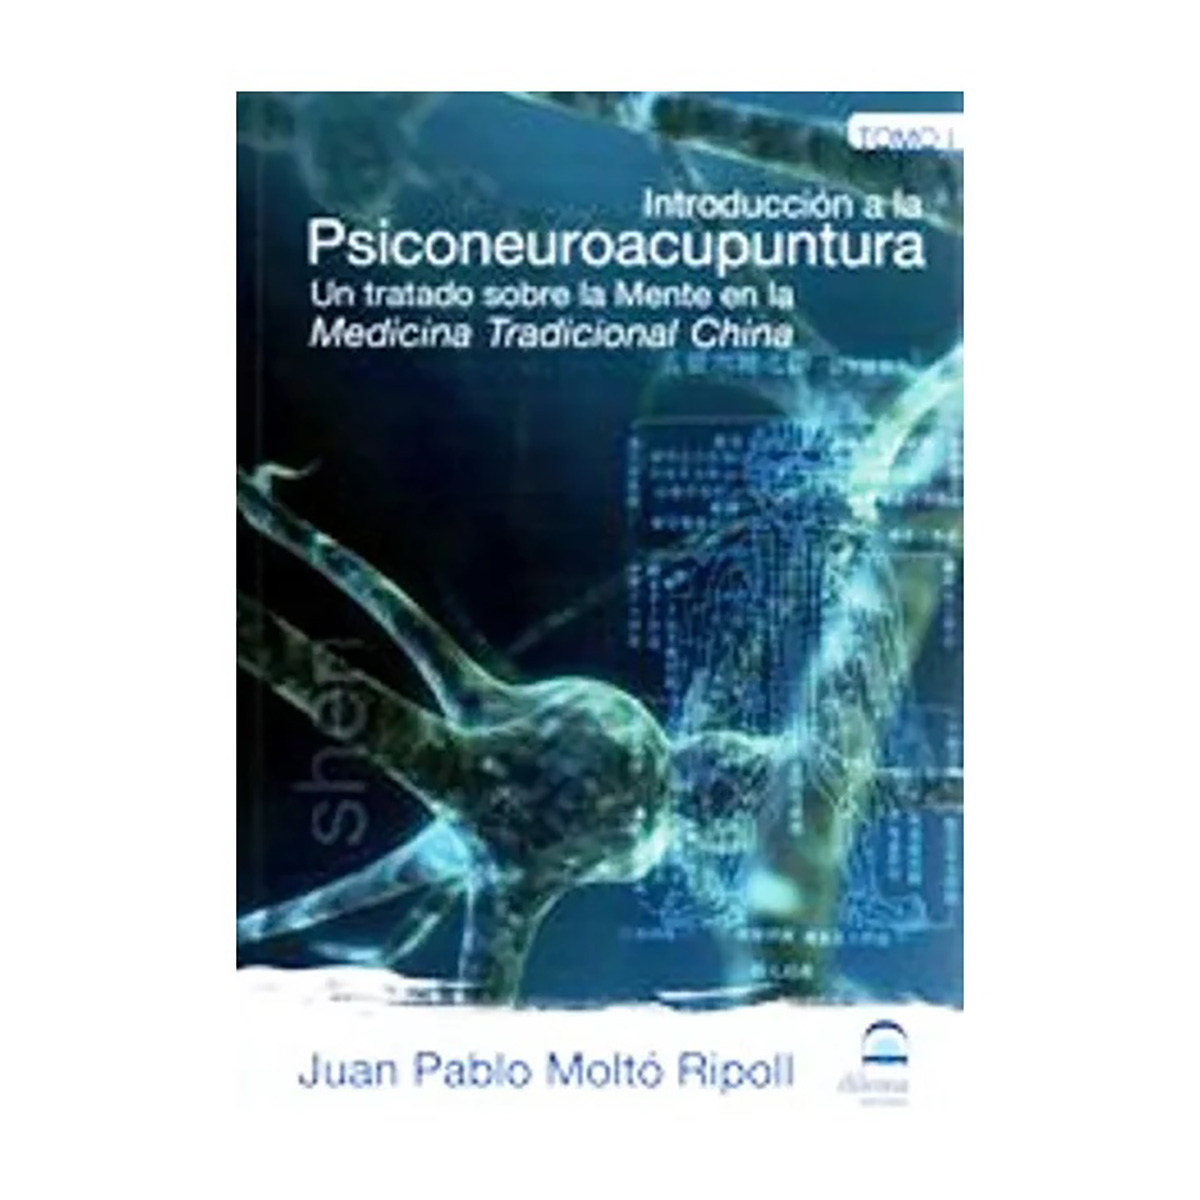 TOMO I
Introducción a la
Psiconeuroacupuntura
Un tratado sobre la Mente en la
Medicina Tradicional China
shen
Juan Pablo Moltó Ripoll
dilema